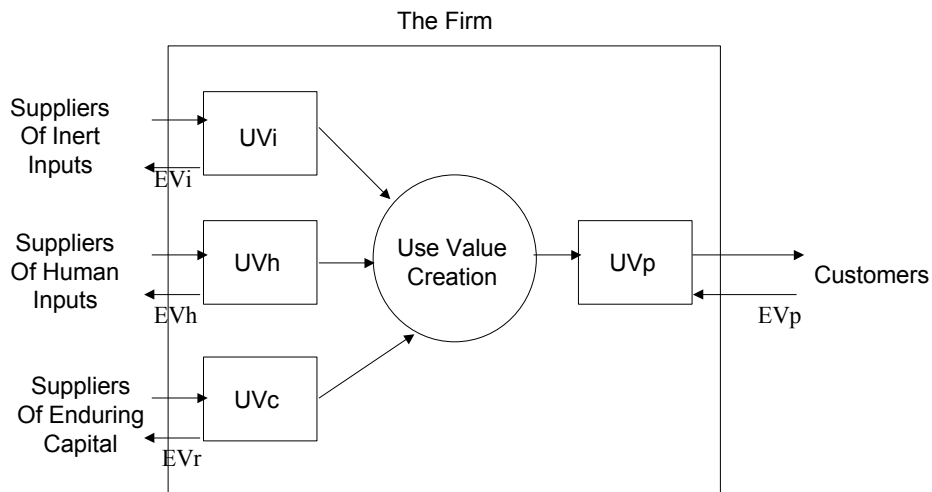 The Firm
Suppliers
Of Inert
Inputs
UVi
EVi
Suppliers
Of Human
Inputs
UVh
EVh
Use Value
Creation
UVp
Customers
EVp
Suppliers
Of Enduring
Capital
UVc
EVr